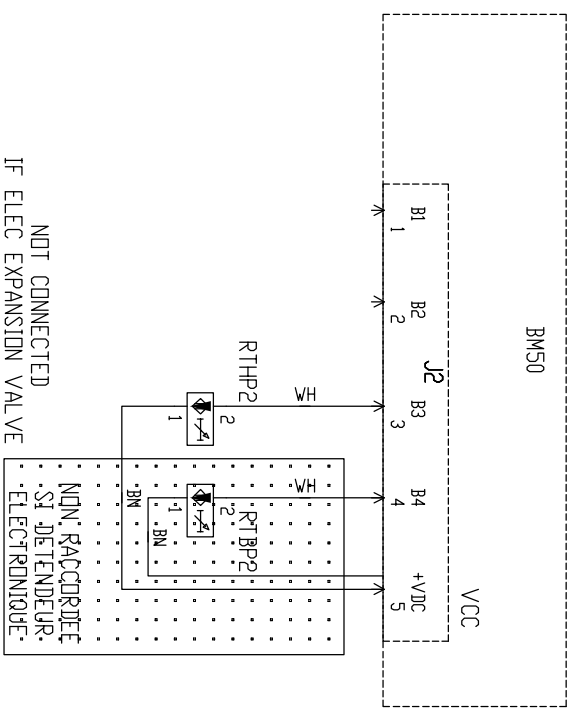 BM50
VCC
J2
B1
1
B2
2
B3
3
B4
4
+VDC
5
WH
WH
RTHP2
2
1
RTBP2
2
1
BM
BN
NOT CONNECTED
IF ELEC EXPANSION VALVE
NON RACCORDEE
SI DETENDEUR
ELECTRONIQUE